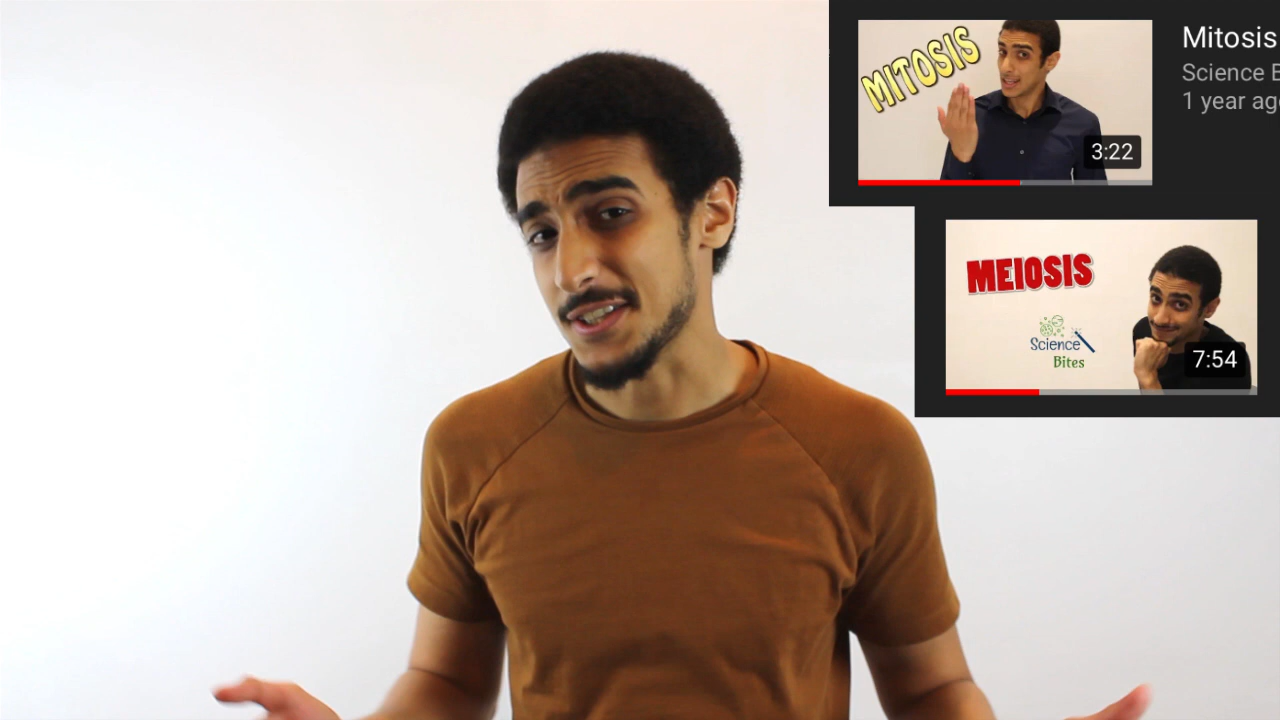 MITOSIS
3:22
Mitosis
Science
1 year ag
MEIOSIS
Science
Bites
7:54